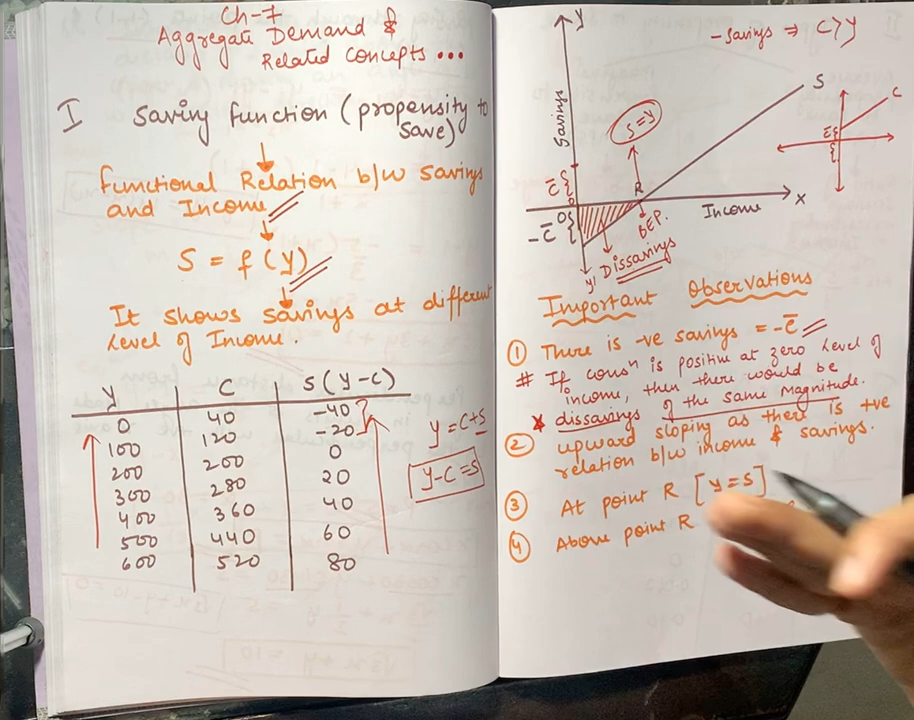 Ch-7
Aggregate Demand &
Related Concepts ...
I Saving function (propensity to
save)
Functional Relation b/w savings
and Income
S = f (y)
It shows savings at different
level of Income.
y C S (y-c)
0 40 -40
100 120 -20
200 200 0
300 280 20
400 360 40
500 440 60
600 520 80
y = c+s
y-c = s
- savings ⇒ C>y
y
Savings
S
S=y
C
C̄
C̄
R
O
-C̄
BEP.
Income
X
y'
Dissavings
Important Observations
① There is -ve savings = -C̄
# If consn is positive at zero level of
income, then there would be
* dissavings of the same magnitude.
② upward sloping as there is +ve
relation b/w income & savings.
③ At point R [y=s]
④ Above point R